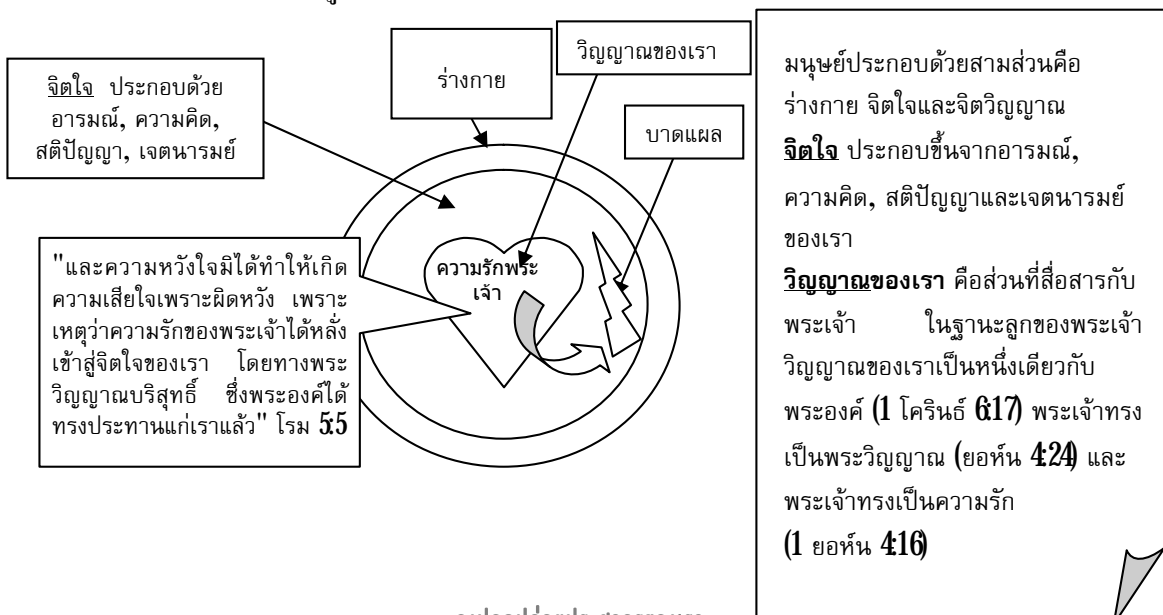 วิญญาณของเรา
ร่างกาย
จิตใจ ประกอบด้วย
อารมณ์, ความคิด,
สติปัญญา, เจตนารมย์
บาดแผล
ความรักพระ
เจ้า
"และความหวังใจมิได้ทำให้เกิด
ความเสียใจเพราะผิดหวัง เพราะ
เหตุว่าความรักของพระเจ้าได้หลั่ง
เข้าสู่จิตใจของเรา โดยทางพระ
วิญญาณบริสุทธิ์ ซึ่งพระองค์ได้
ทรงประทานแก่เราแล้ว" โรม 5:5
มนุษย์ประกอบด้วยสามส่วนคือ
ร่างกาย จิตใจและจิตวิญญาณ
จิตใจ ประกอบขึ้นจากอารมณ์,
ความคิด, สติปัญญาและเจตนารมย์
ของเรา
วิญญาณของเรา คือส่วนที่สื่อสารกับ
พระเจ้า ในฐานะลูกของพระเจ้า
วิญญาณของเราเป็นหนึ่งเดียวกับ
พระองค์ (1 โครินธ์ 6:17) พระเจ้าทรง
เป็นพระวิญญาณ (ยอห์น 4:24) และ
พระเจ้าทรงเป็นความรัก
(1 ยอห์น 4:16)